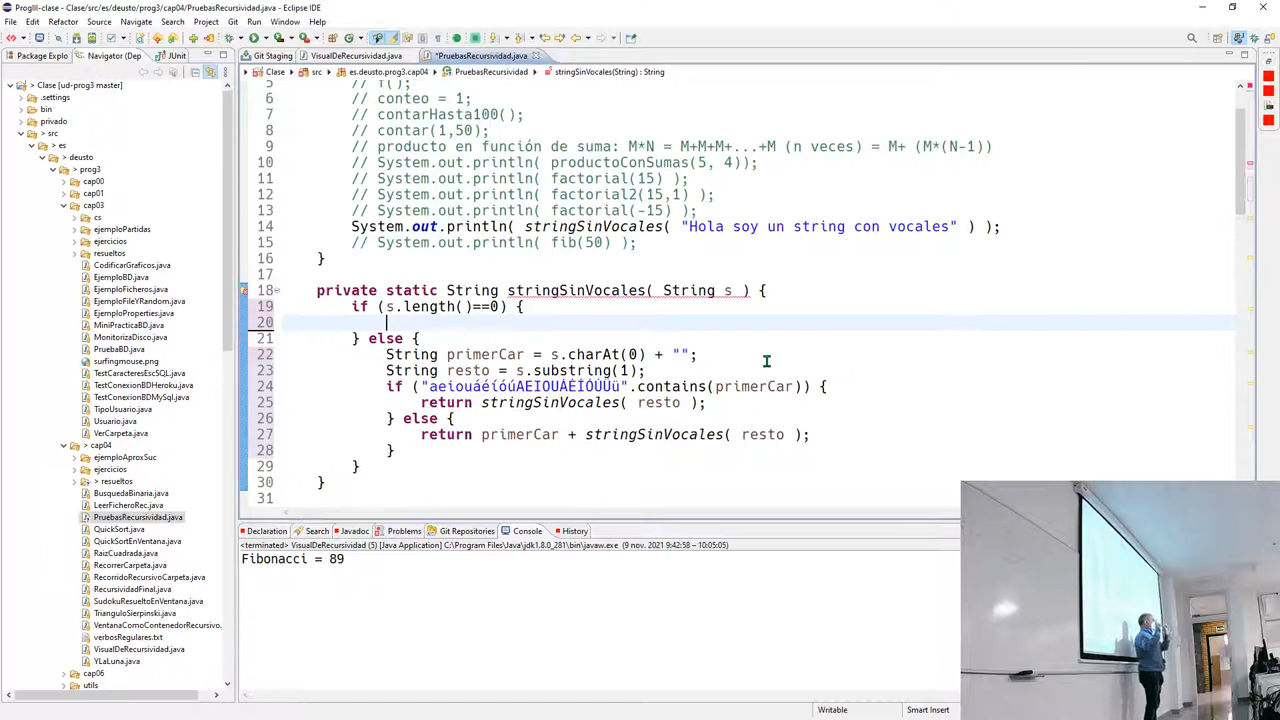 ProgIII-clase - Clase/src/es/deusto/prog3/cap04/PruebasRecursividad.java - Eclipse IDE
File Edit Refactor Source Navigate Search Project Git Run Window Help
Package Explo Navigator (Dep JUnit
Git Staging VisualDeRecursividad.java *PruebasRecursividad.java
Clase src es.deusto.prog3.cap04 PruebasRecursividad stringSinVocales(String) : String
Clase [ud-prog3 master]
.settings
bin
privado
src
es
deusto
prog3
cap00
cap01
cap03
cs
ejemploPartidas
ejercicios
resueltos
CodificarGraficos.java
EjemploBD.java
EjemploProperties.java
EjemploFileYRandom.java
MiniPracticaBD.java
MonitorizaDisco.java
PruebaBD.java
surfingmouse.png
TestCaracteresEscSQL.java
TestConexionBDHeroku.java
TestConexionBDMySql.java
TipoUsuario.java
Usuario.java
VerCarpeta.java
cap04
ejemploAproxSuc
ejercicios
resueltos
BusquedaBinaria.java
LeerFicheroRec.java
PruebasRecursividad.java
QuickSort.java
QuickSortEnVentana.java
RaizCuadrada.java
RecorrerCarpeta.java
RecorridoRecursivoCarpeta.java
RecursividadFinal.java
SudokuResueltoEnVentana.java
TrianguloSierpinski.java
VentanaComoContenedorRecursivo.
verbosRegulares.txt
VisualDeRecursividad.java
YLaLuna.java
cap06
utils
5 // f();
6 // conteo = 1;
7 // contarHasta100();
8 // contar(1,50);
9 // producto en función de suma: M*N = M+M+M+...+M (n veces) = M+ (M*(N-1))
10 // System.out.println( productoConSumas(5, 4));
11 // System.out.println( factorial(15) );
12 // System.out.println( factorial2(15,1) );
13 // System.out.println( factorial(-15) );
14 System.out.println( stringSinVocales( "Hola soy un string con vocales" ) );
15 // System.out.println( fib(50) );
16 }
17
18 private static String stringSinVocales( String s ) {
19 if (s.length()==0) {
20
21 } else {
22 String primerCar = s.charAt(0) + "";
23 String resto = s.substring(1);
24 if ("aeiouáéíóúAEIOUÁÉÍÓÚÜü".contains(primerCar)) {
25 return stringSinVocales( resto );
26 } else {
27 return primerCar + stringSinVocales( resto );
28 }
29 }
30 }
31
Declaration Search Javadoc Problems Git Repositories Console History
<terminated> VisualDeRecursividad (5) [Java Application] C:\Program Files\Java\jdk1.8.0_281\bin\javaw.exe (9 nov. 2021 9:42:58 - 10:05:05)
Fibonacci = 89
Writable Smart Insert